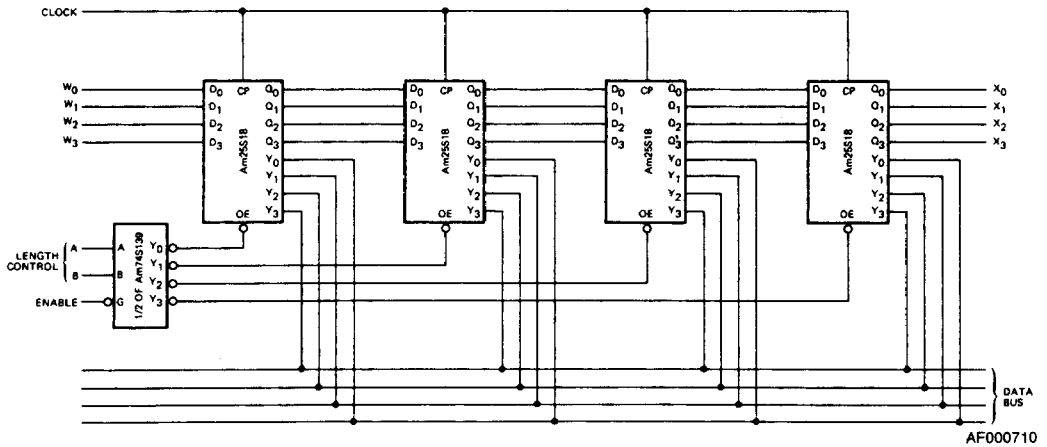 CLOCK
W0
W1
W2
W3
D0 CP Q0
D1 Q1
D2 Q2
D3 Q3
Y0
Y1
Y2
OE Y3
Am25S18
D0 CP Q0
D1 Q1
D2 Q2
D3 Q3
Y0
Y1
Y2
OE Y3
Am25S18
D0 CP Q0
D1 Q1
D2 Q2
D3 Q3
Y0
Y1
Y2
OE Y3
Am25S18
D0 CP Q0
D1 Q1
D2 Q2
D3 Q3
Y0
Y1
Y2
OE Y3
Am25S18
X0
X1
X2
X3
LENGTH
CONTROL
A
B
ENABLE
A Y0
Y1
B Y2
G Y3
1/2 OF Am74S139
DATA
BUS
AF000710